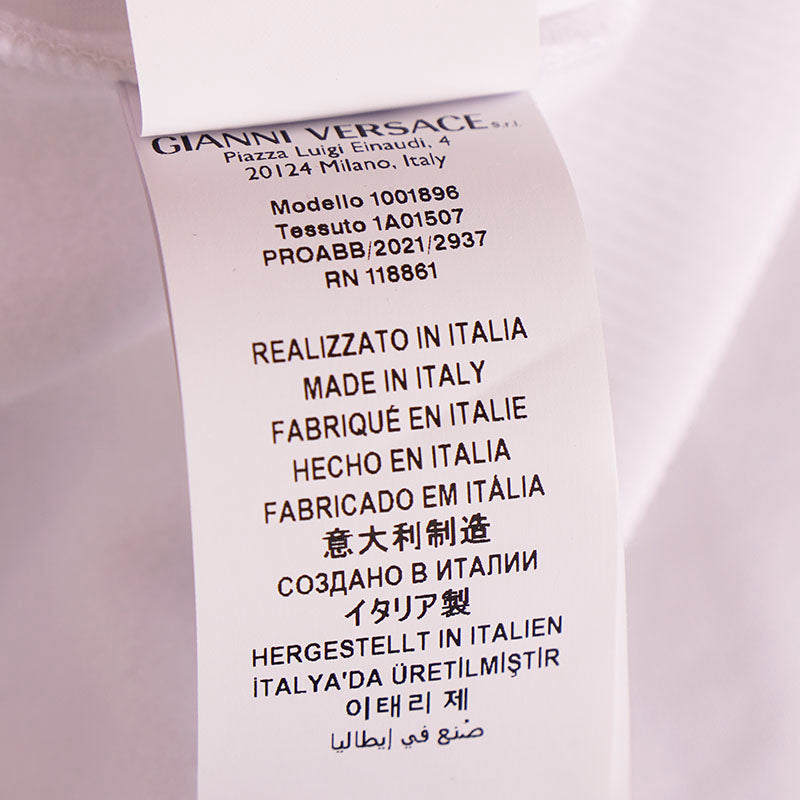 GIANNI VERSACE S.r.l.
Piazza Luigi Einaudi, 4
20124 Milano, Italy
Modello 1001896
Tessuto 1A01507
PROABB/2021/2937
RN 118861
REALIZZATO IN ITALIA
MADE IN ITALY
FABRIQUÉ EN ITALIE
HECHO EN ITALIA
FABRICADO EM ITÁLIA
意大利制造
СОЗДАНО В ИТАЛИИ
イタリア製
HERGESTELLT IN ITALIEN
İTALYA'DA ÜRETİLMİŞTİR
이태리 제
صُنع في إيطاليا